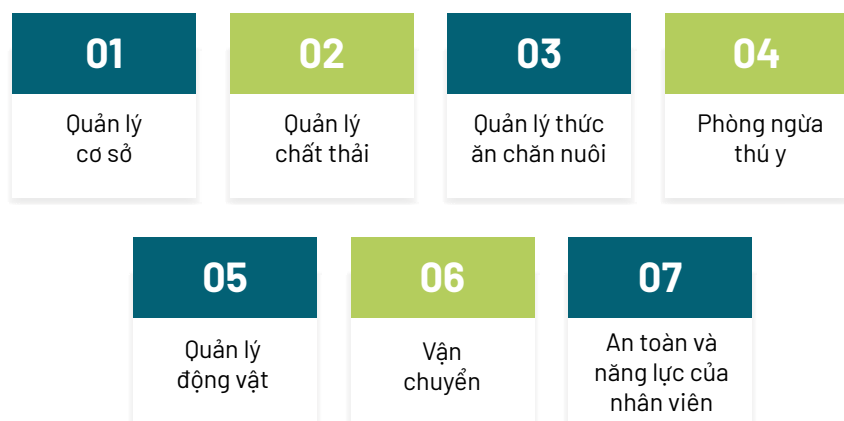 01
Quản lý
cơ sở
02
Quản lý
chất thải
03
Quản lý thức
ăn chăn nuôi
04
Phòng ngừa
thú y
05
Quản lý
động vật
06
Vận
chuyển
07
An toàn và
năng lực của
nhân viên